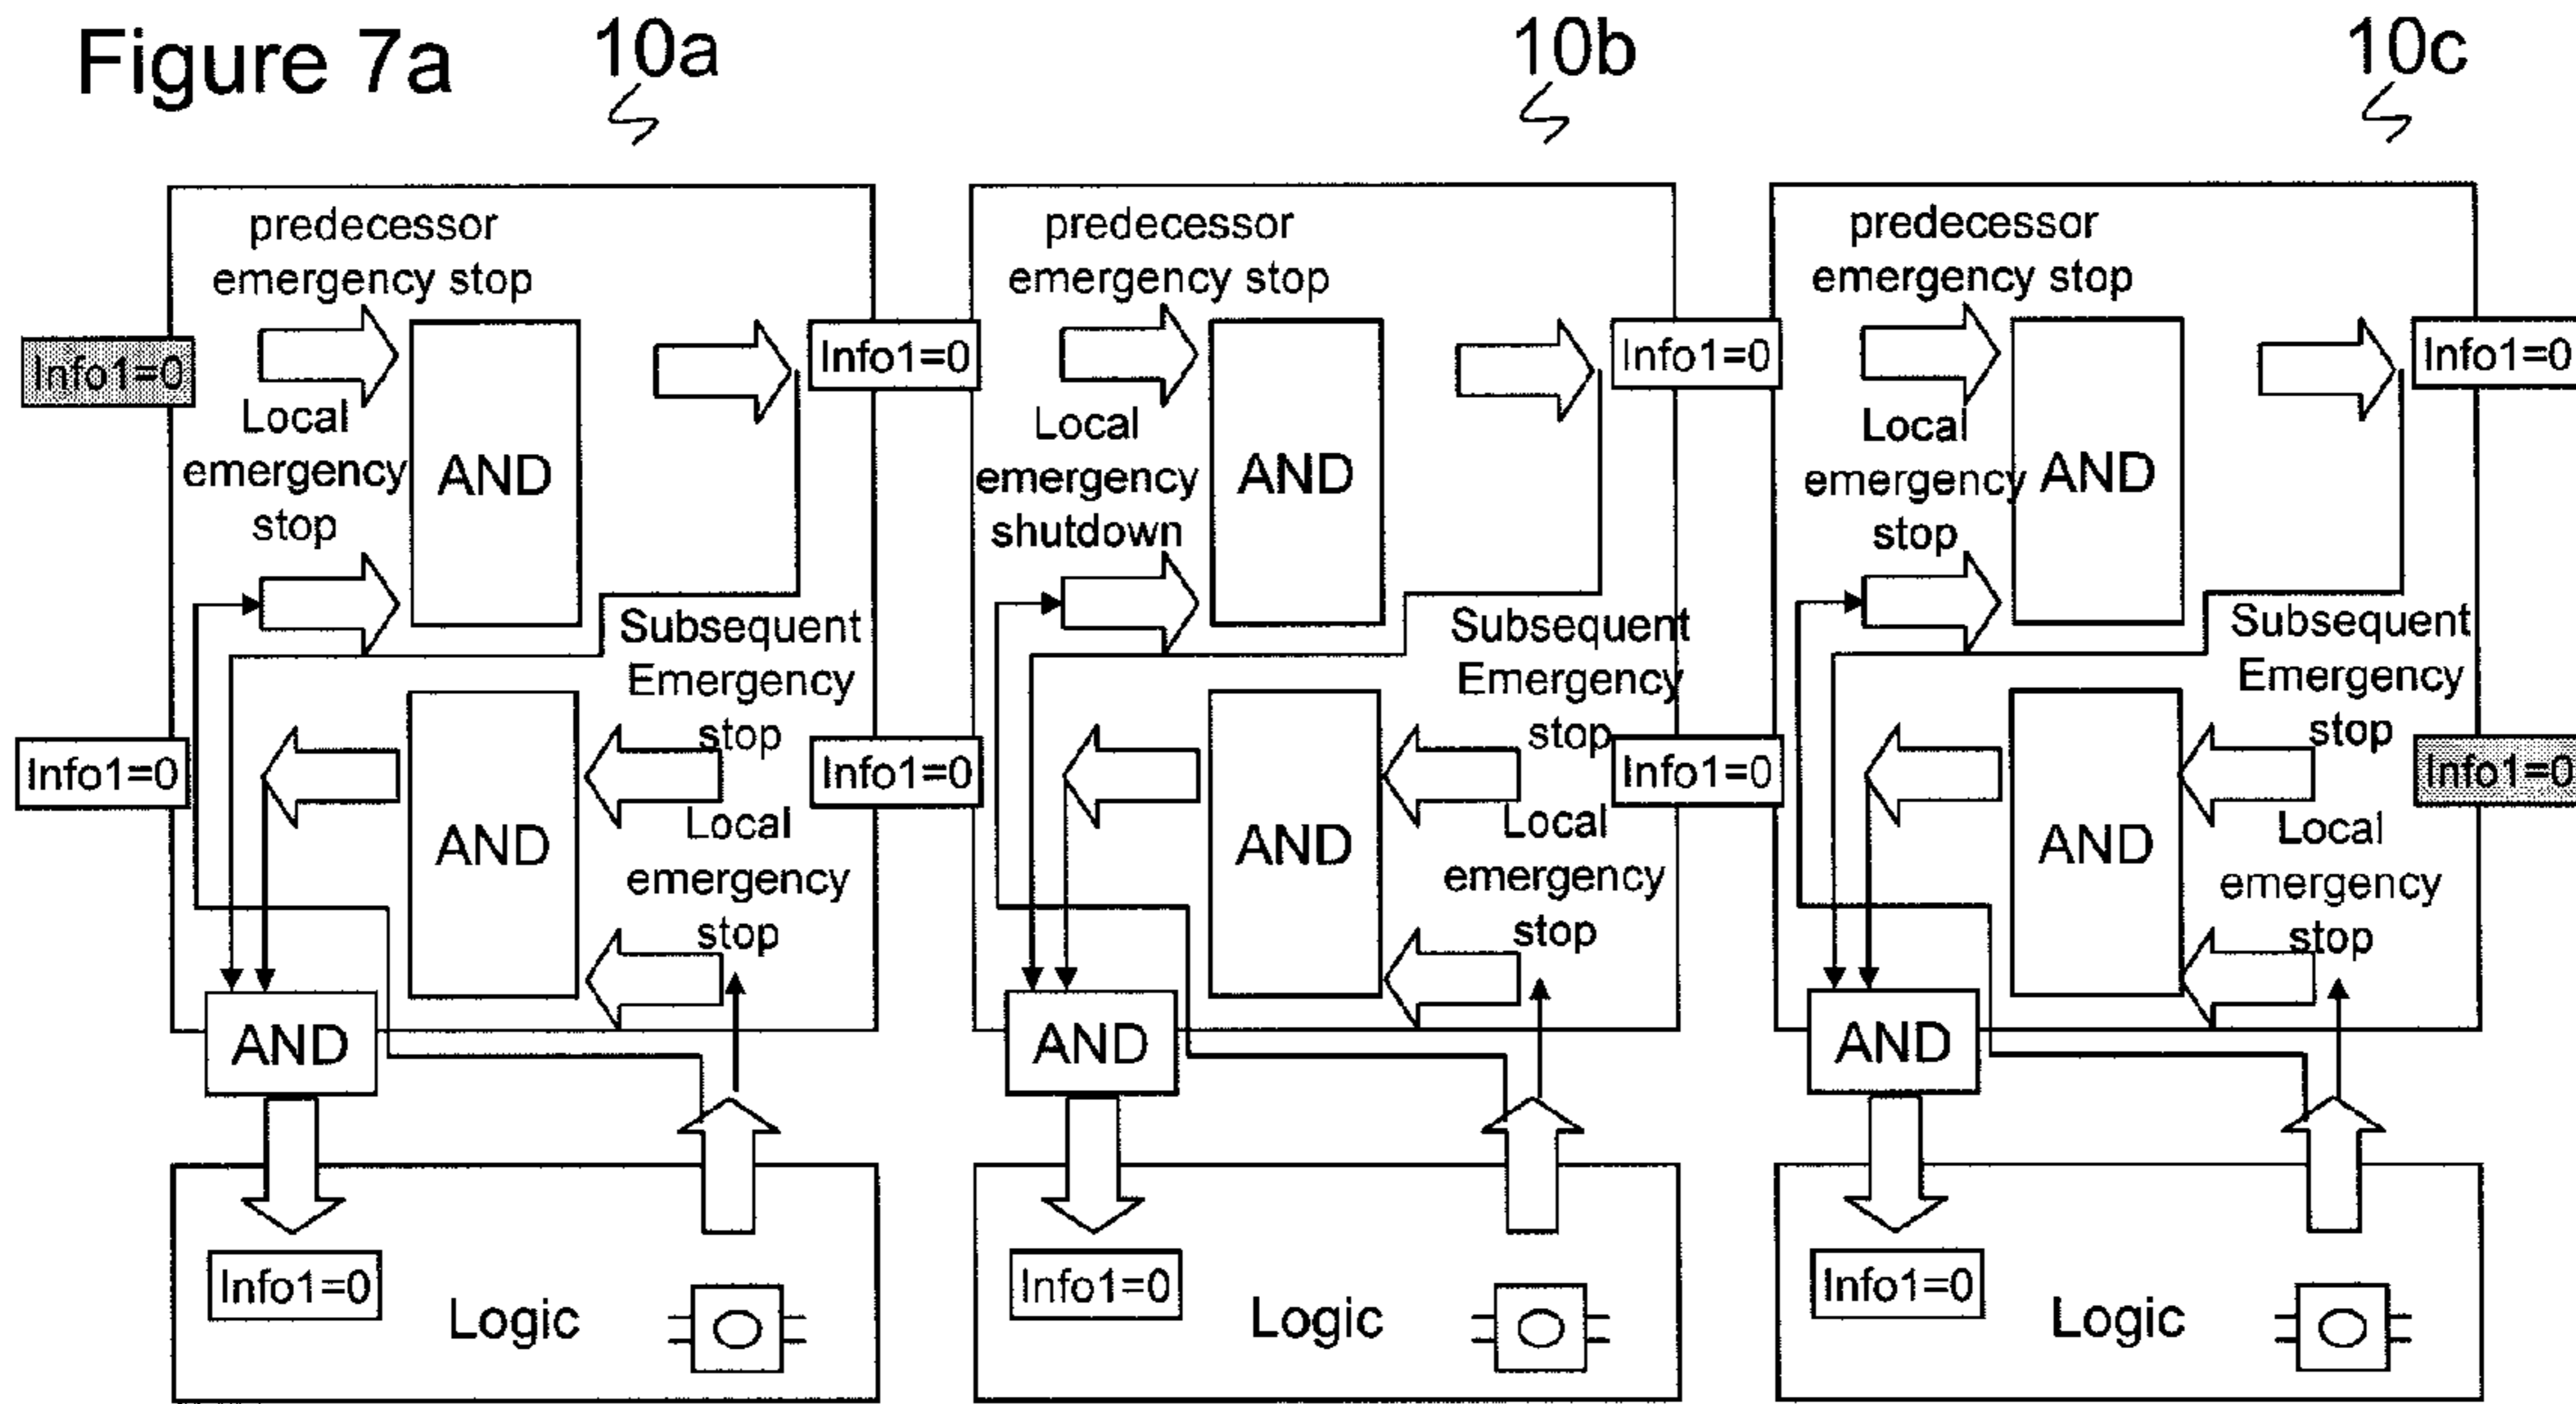 Figure 7a
10a
10b
10c
predecessor
emergency stop
Info1=0
Local
emergency
stop
AND
Info1=0
Subsequent
Emergency
stop
Info1=0
AND
Local
emergency
stop
AND
Info1=0
Logic
predecessor
emergency stop
Local
emergency
shutdown
AND
Info1=0
Subsequent
Emergency
stop
Info1=0
AND
Local
emergency
stop
AND
Info1=0
Logic
predecessor
emergency stop
Local
emergency
stop
AND
Info1=0
Subsequent
Emergency
stop
Info1=0
AND
Local
emergency
stop
Info1=0
AND
Info1=0
Logic